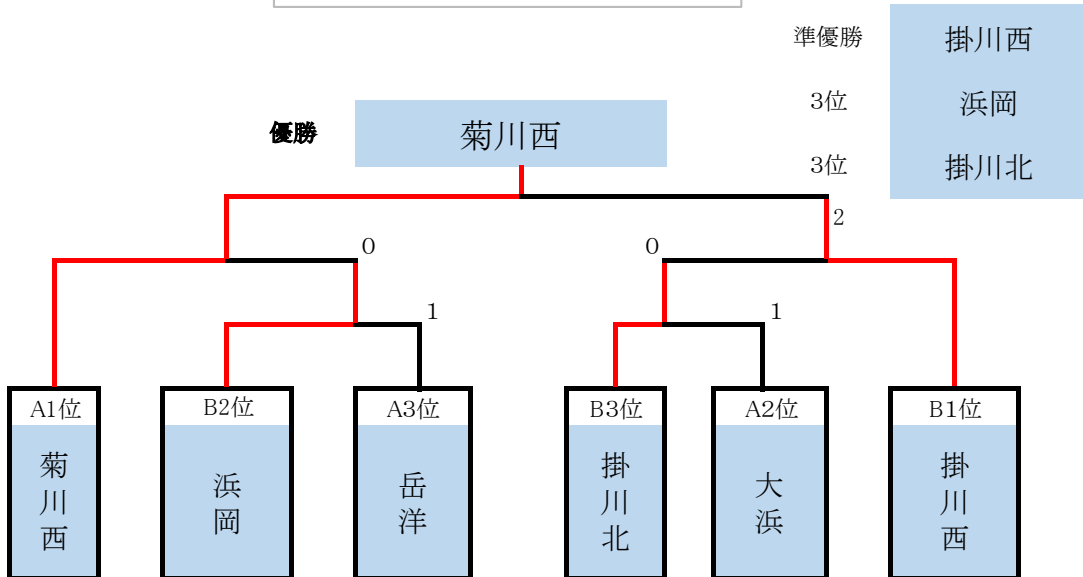 準優勝 掛川西
3位 浜岡
優勝 菊川西
3位 掛川北
2
0 0
1 1
A1位 B2位 A3位 B3位 A2位 B1位
菊川西 浜岡 岳洋 掛川北 大浜 掛川西